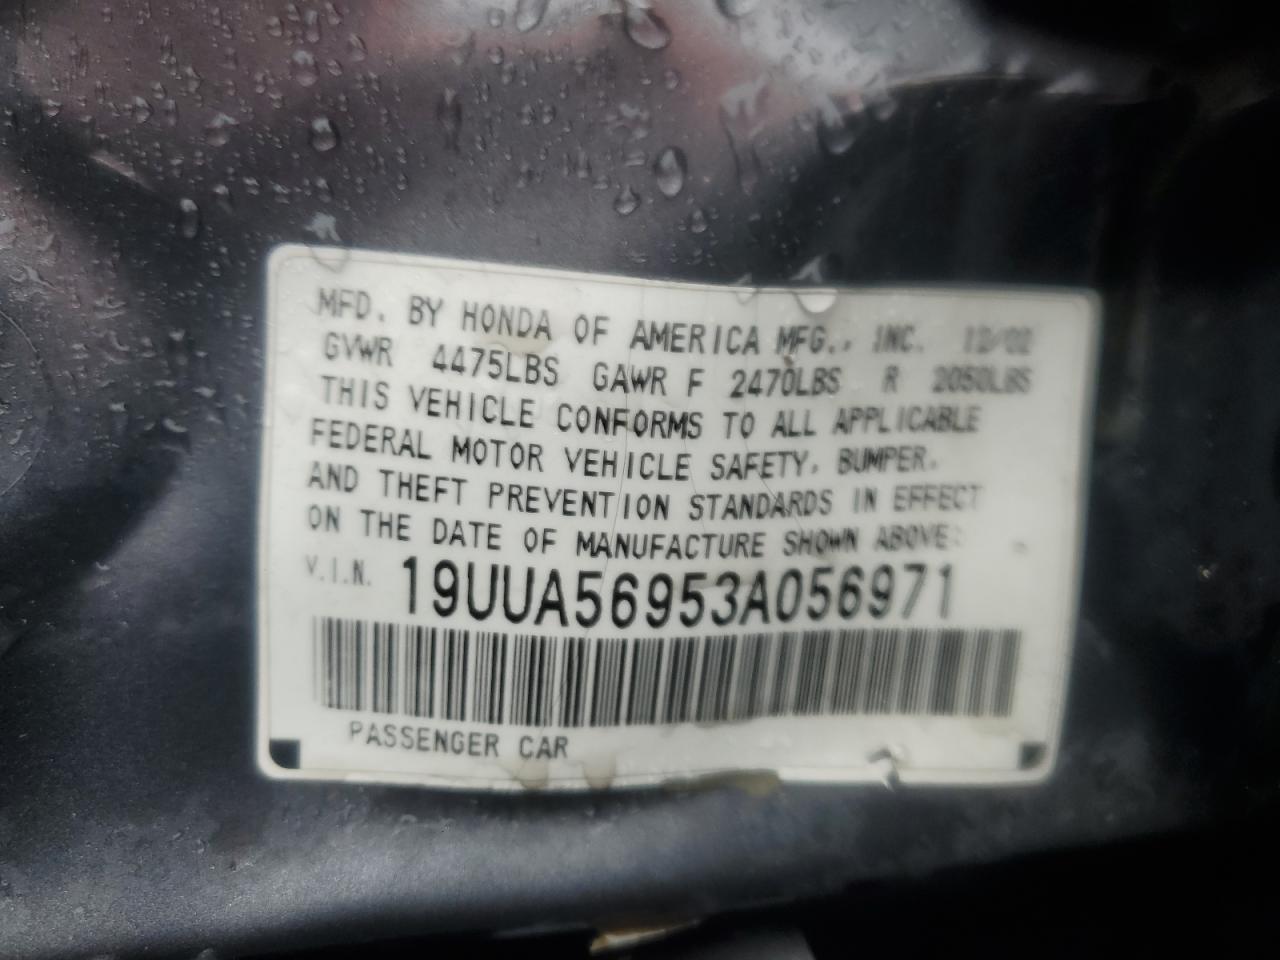 MFD. BY HONDA OF AMERICA MFG., INC. 12/02
GVWR 4475LBS GAWR F 2470LBS R 2050LBS
THIS VEHICLE CONFORMS TO ALL APPLICABLE
FEDERAL MOTOR VEHICLE SAFETY, BUMPER,
AND THEFT PREVENTION STANDARDS IN EFFECT
ON THE DATE OF MANUFACTURE SHOWN ABOVE:
V.I.N. 19UUA56953A056971
PASSENGER CAR